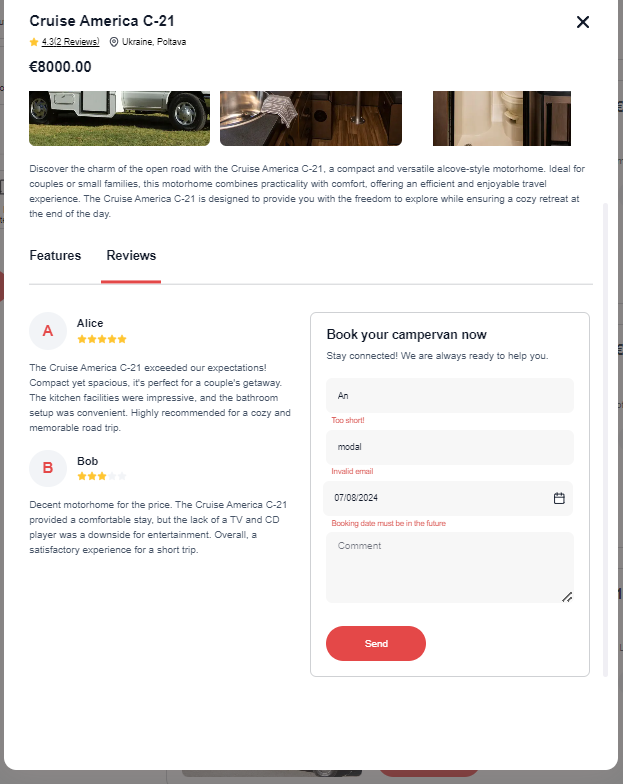 Cruise America C-21
4.3(2 Reviews) Ukraine, Poltava
€8000.00
Discover the charm of the open road with the Cruise America C-21, a compact and versatile alcove-style motorhome. Ideal for
couples or small families, this motorhome combines practicality with comfort, offering an efficient and enjoyable travel
experience. The Cruise America C-21 is designed to provide you with the freedom to explore while ensuring a cozy retreat at
the end of the day.
Features Reviews
A
Alice
The Cruise America C-21 exceeded our expectations!
Compact yet spacious, it's perfect for a couple's getaway.
The kitchen facilities were impressive, and the bathroom
setup was convenient. Highly recommended for a cozy and
memorable road trip.
B
Bob
Decent motorhome for the price. The Cruise America C-21
provided a comfortable stay, but the lack of a TV and CD
player was a downside for entertainment. Overall, a
satisfactory experience for a short trip.
Book your campervan now
Stay connected! We are always ready to help you.
An
Too short!
modal
Invalid email
07/08/2024
Booking date must be in the future
Comment
Send